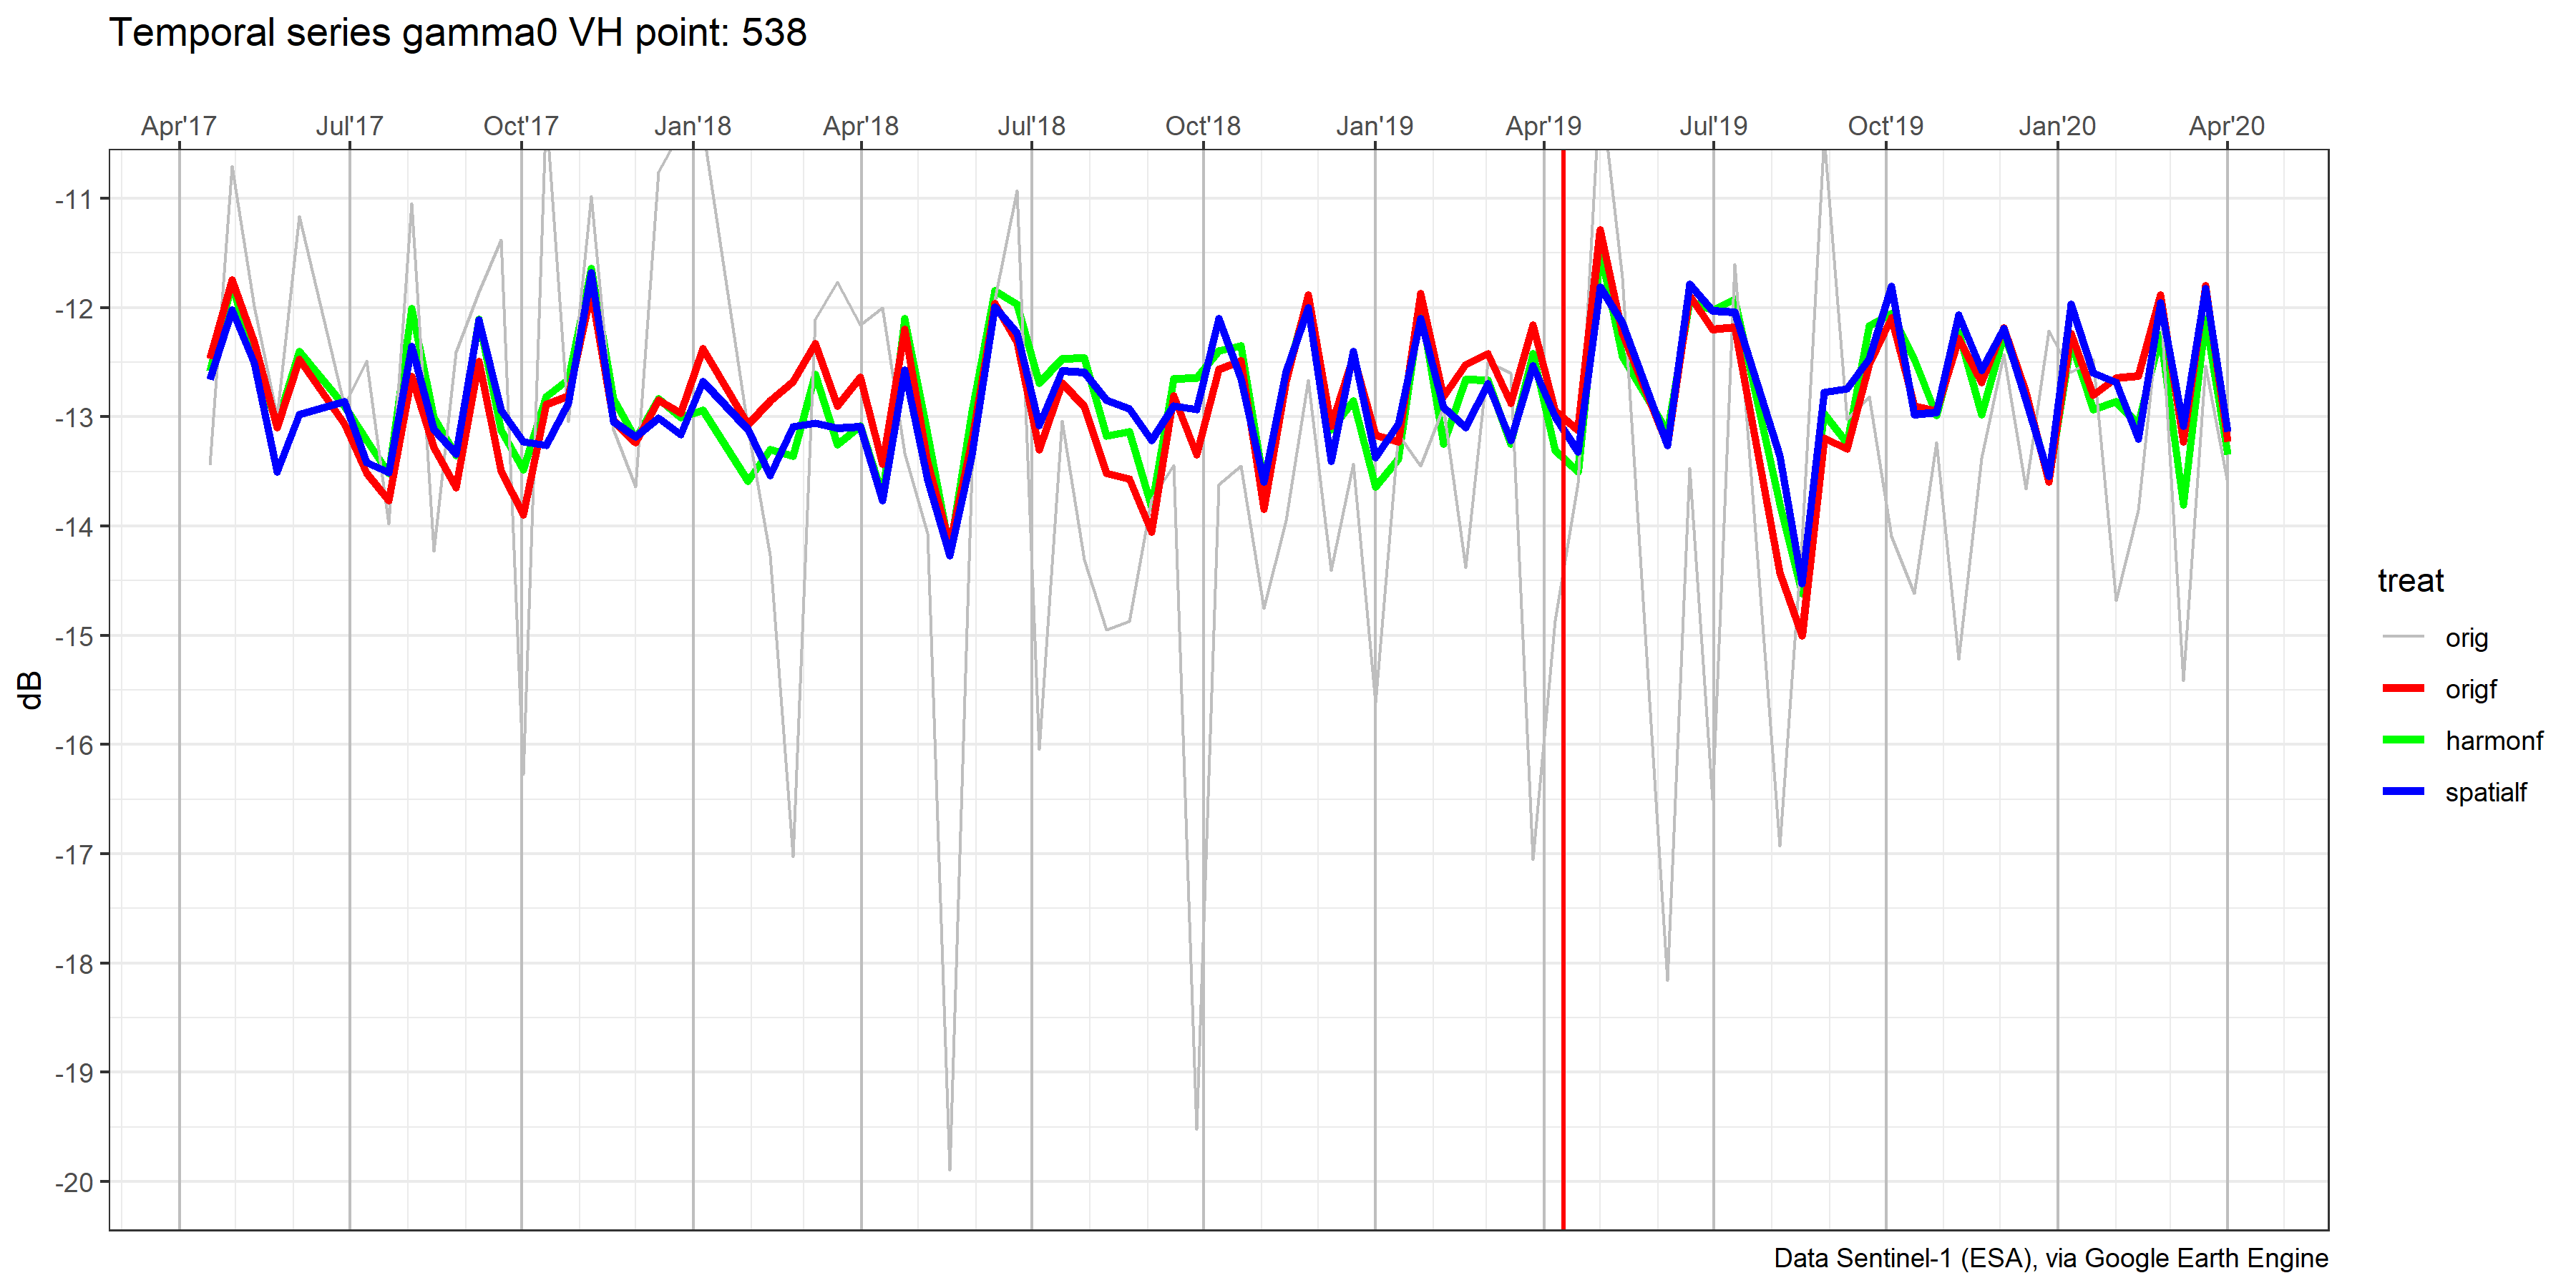 Temporal series gamma0 VH point: 538
Apr'17 Jul'17 Oct'17 Jan'18 Apr'18 Jul'18 Oct'18 Jan'19 Apr'19 Jul'19 Oct'19 Jan'20 Apr'20
-11
-12
-13
-14
-15
-16
-17
-18
-19
-20
dB
treat
orig
origf
harmonf
spatialf
Data Sentinel-1 (ESA), via Google Earth Engine